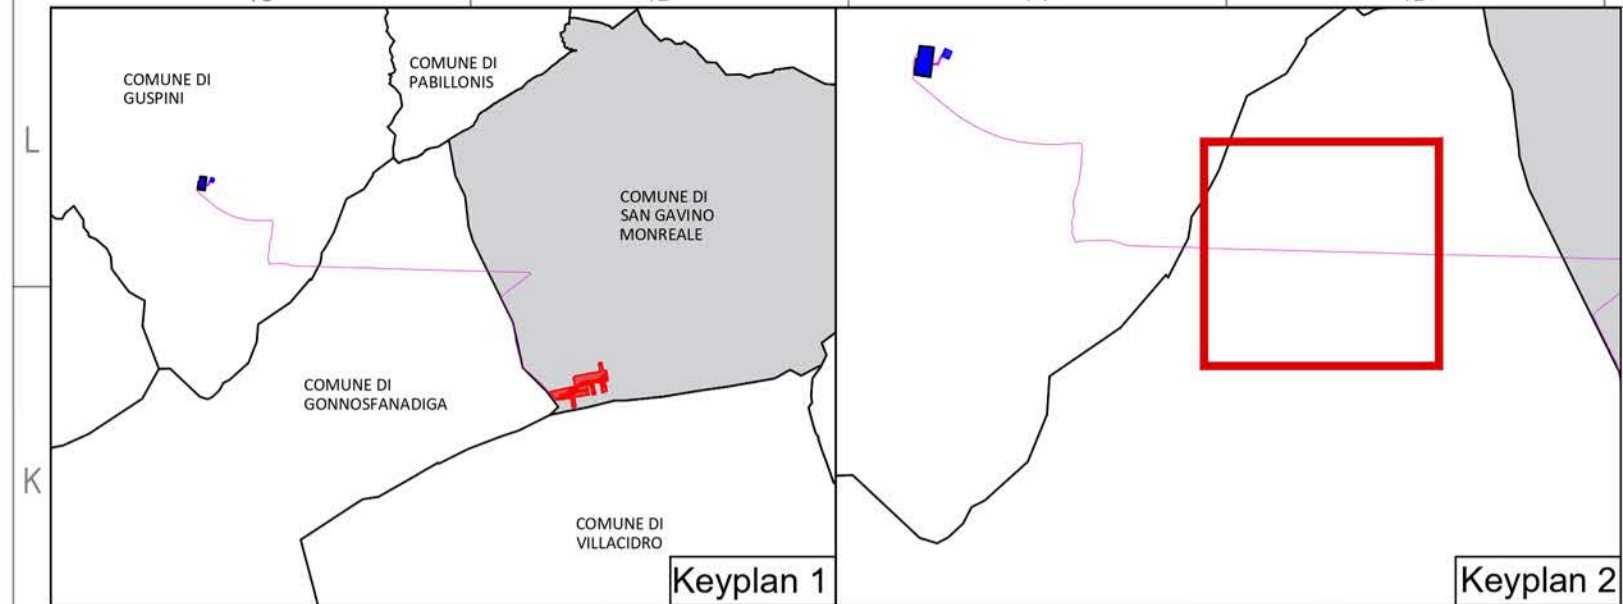 L
K
COMUNE DI
GUSPINI
COMUNE DI
PABILLONIS
COMUNE DI
SAN GAVINO
MONREALE
COMUNE DI
GONNOSFANADIGA
COMUNE DI
VILLACIDRO
Keyplan 1
Keyplan 2